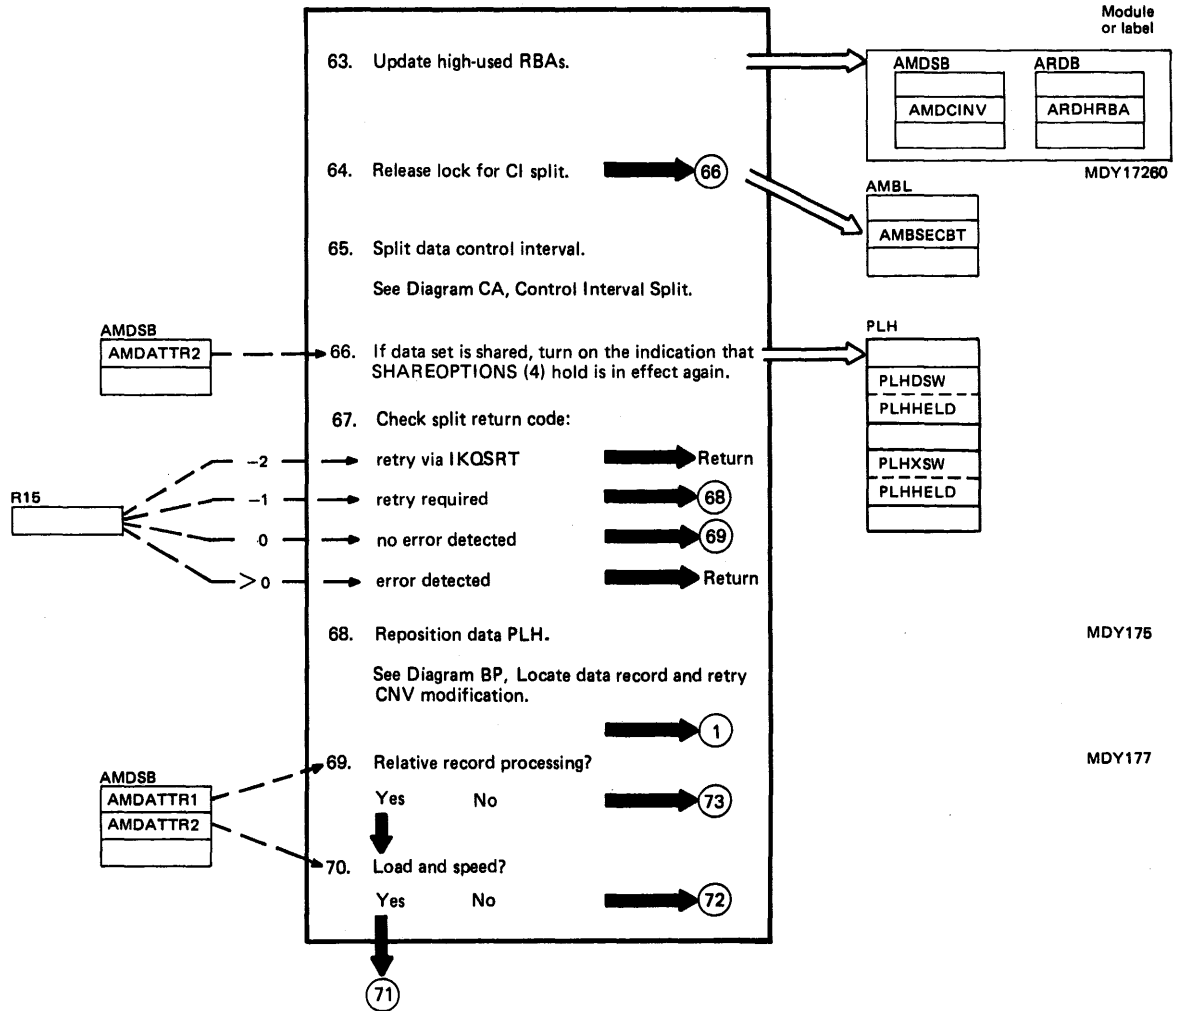 Module
or label
63. Update high-used RBAs.
AMDSB
AMDCINV
ARDB
ARDHRBA
MDY17260
64. Release lock for CI split.
66
AMBL
AMBSECBT
65. Split data control interval.
See Diagram CA, Control Interval Split.
AMDSB
AMDATTR2
66. If data set is shared, turn on the indication that
SHAREOPTIONS (4) hold is in effect again.
PLH
PLHDSW
PLHHELD
PLHXSW
PLHHELD
67. Check split return code:
R15
-2 retry via IKQSRT Return
-1 retry required 68
0 no error detected 69
>0 error detected Return
68. Reposition data PLH.
MDY175
See Diagram BP, Locate data record and retry
CNV modification.
1
69. Relative record processing?
MDY177
AMDSB
AMDATTR1
AMDATTR2
Yes No 73
70. Load and speed?
Yes No 72
71